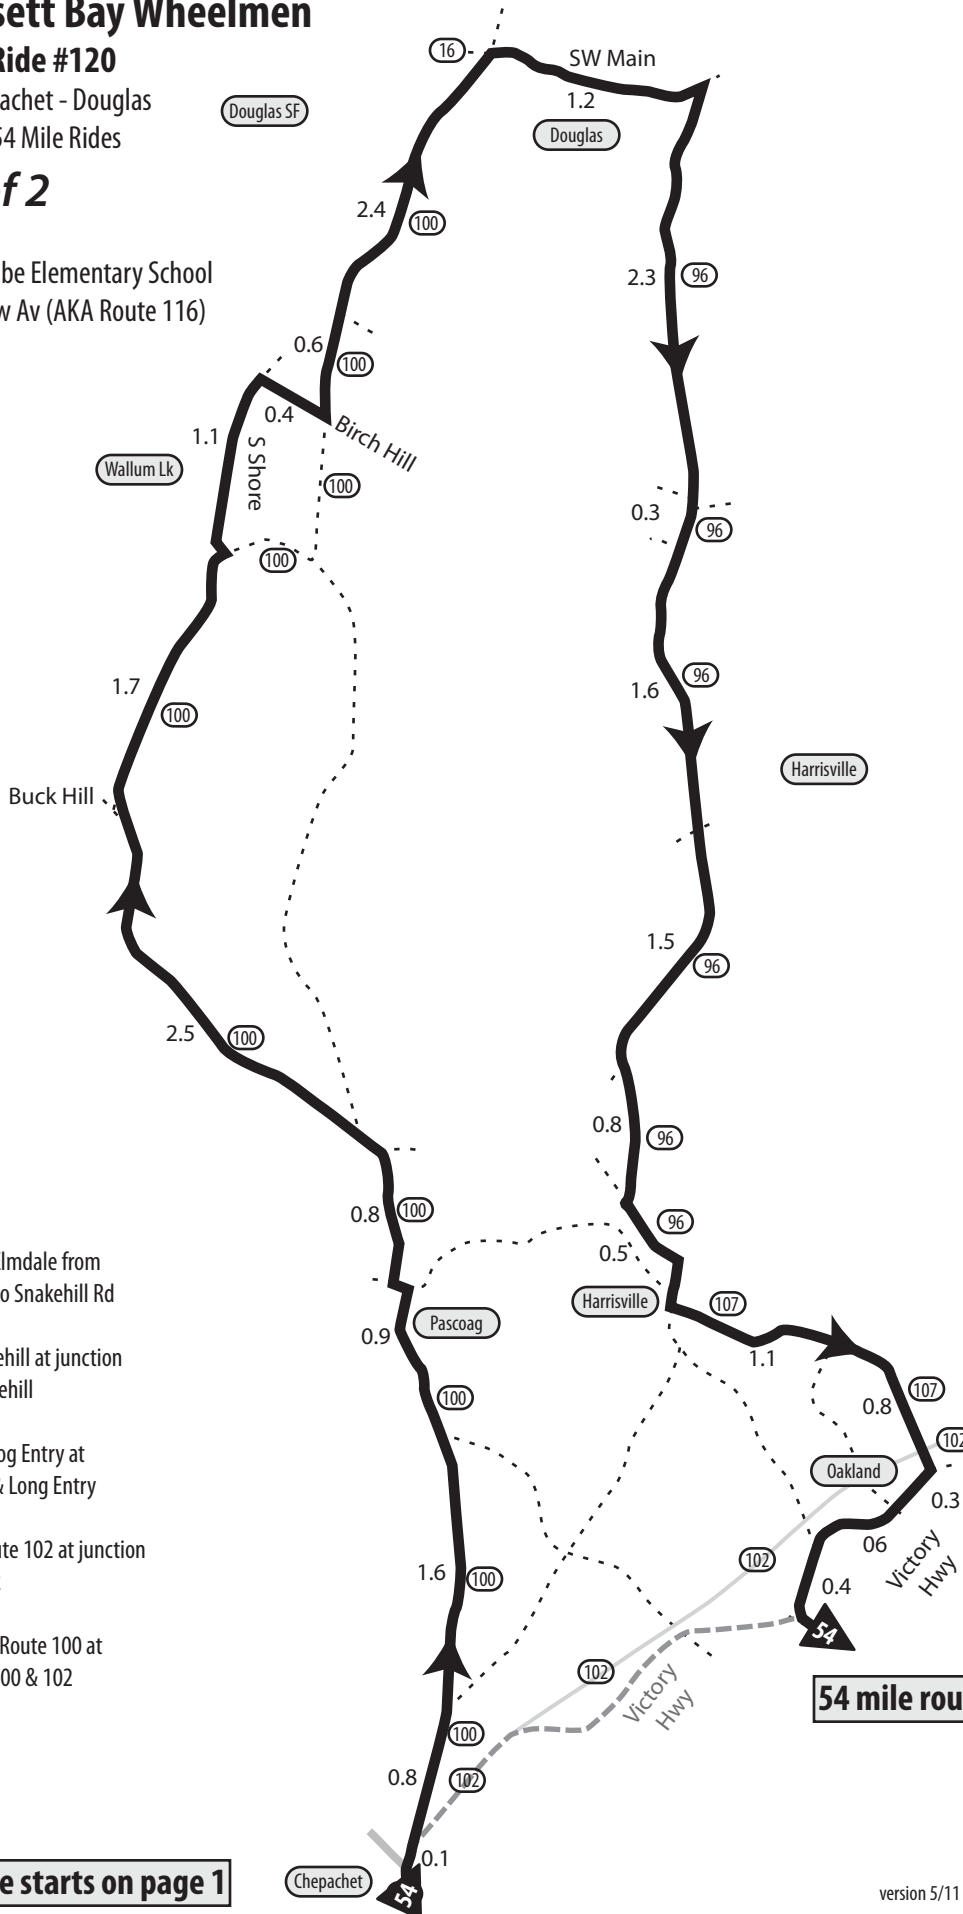 sett Bay Wheelmen
Ride #120
achet - Douglas
54 Mile Rides
of 2
be Elementary School
w Av (AKA Route 116)
16
SW Main
Douglas SF
1.2
Douglas
2.4
100
2.3
96
0.6
100
0.4
Birch Hill
1.1
S Shore
Wallum Lk
100
0.3
96
100
1.6
96
1.7
100
Harrisville
Buck Hill
1.5
96
2.5
100
0.8
96
0.8
100
96
0.5
Elmdale from
o Snakehill Rd
Harrisville
107
Pascoag
0.9
1.1
ehill at junction
ehill
100
0.8
107
102
og Entry at
& Long Entry
Oakland
0.3
06
Victory
Hwy
ute 102 at junction
102
1.6
100
0.4
54
Route 100 at
00 & 102
102
Victory
Hwy
54 mile rou
100
0.8
102
0.1
e starts on page 1
Chepachet
54
version 5/11